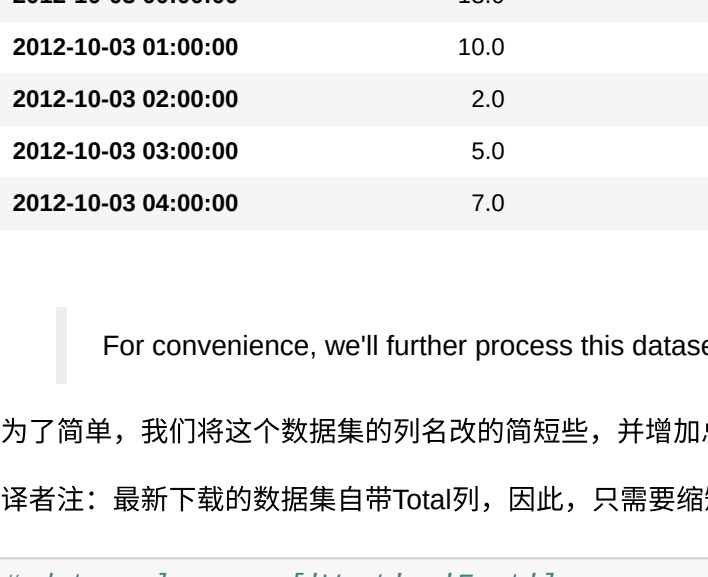 2012-10-03 01:00:00 10.0
2012-10-03 02:00:00 2.0
2012-10-03 03:00:00 5.0
2012-10-03 04:00:00 7.0
For convenience, we'll further process this datase
为了简单，我们将这个数据集的列名改的简短些，并增加
译者注：最新下载的数据集自带Total列，因此，只需要缩